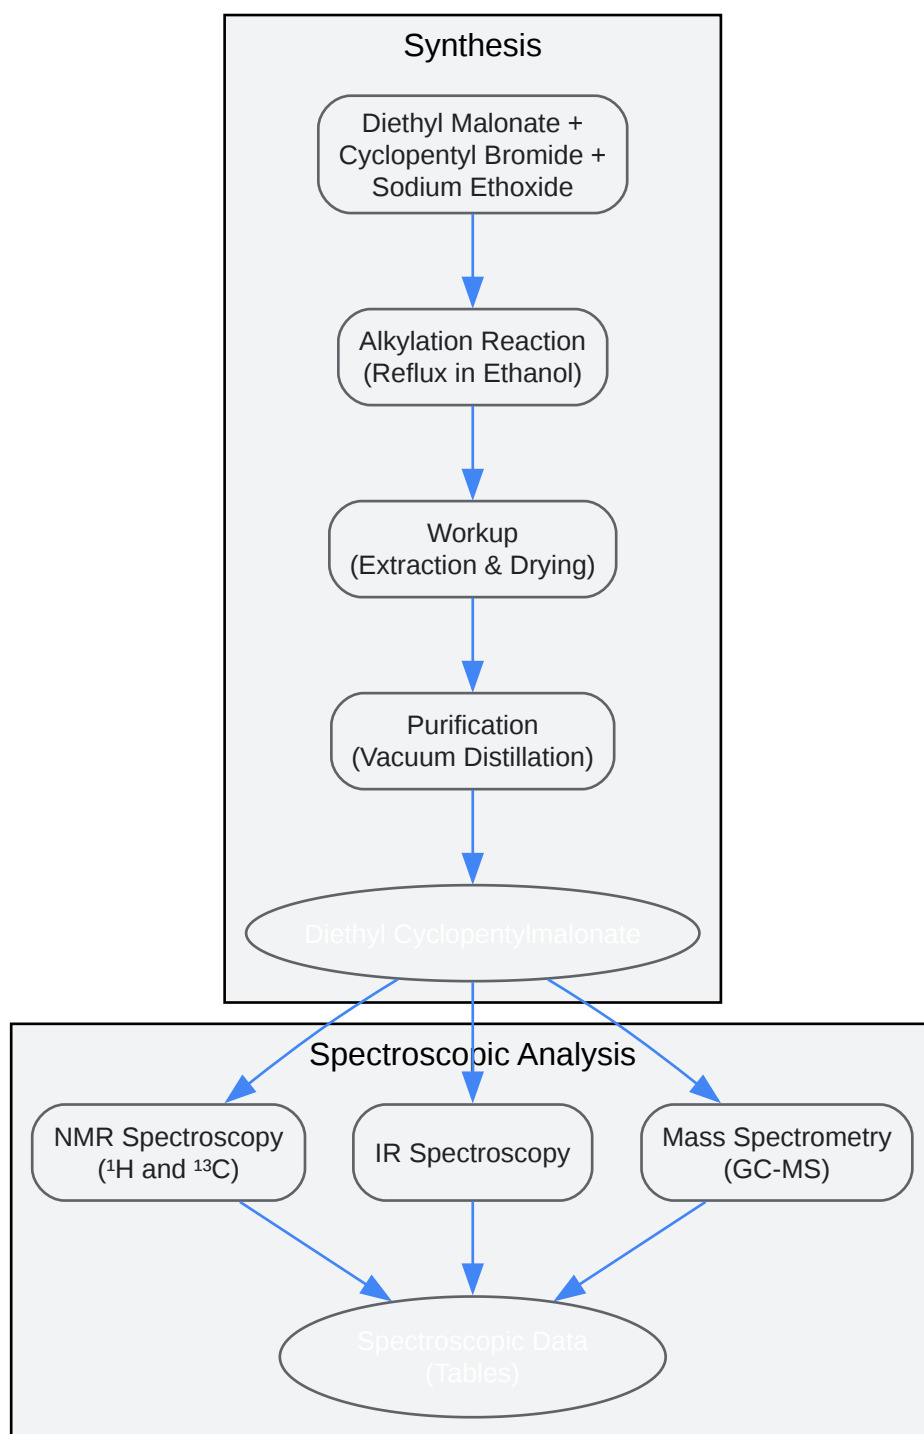 Synthesis
Diethyl Malonate +
Cyclopentyl Bromide +
Sodium Ethoxide
Alkylation Reaction
(Reflux in Ethanol)
Workup
(Extraction & Drying)
Purification
(Vacuum Distillation)
Diethyl Cyclopentylmalonate
Spectroscopic Analysis
NMR Spectroscopy
(¹H and ¹³C)
IR Spectroscopy
Mass Spectrometry
(GC-MS)
Spectroscopic Data
(Tables)